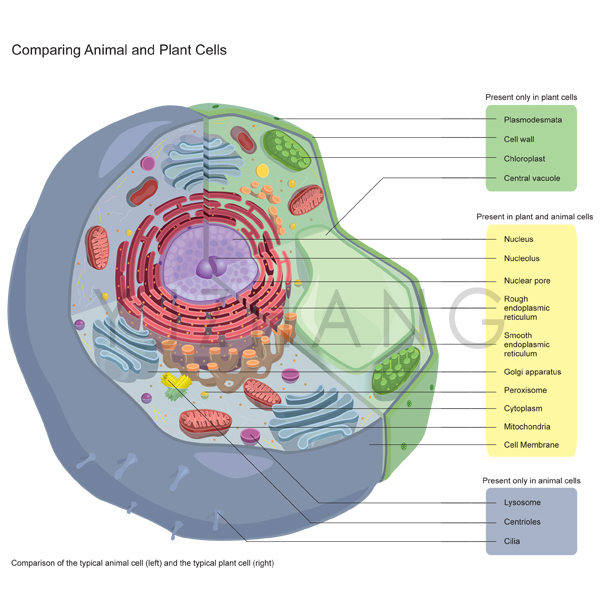 Comparing Animal and Plant Cells
Present only in plant cells
Plasmodesmata
Cell wall
Chloroplast
Central vacuole
Present in plant and animal cells
Nucleus
Nucleolus
Nuclear pore
Rough
endoplasmic
reticulum
Smooth
endoplasmic
reticulum
Golgi apparatus
Peroxisome
Cytoplasm
Mitochondria
Cell Membrane
Present only in animal cells
Lysosome
Centrioles
Cilia
Comparison of the typical animal cell (left) and the typical plant cell (right)